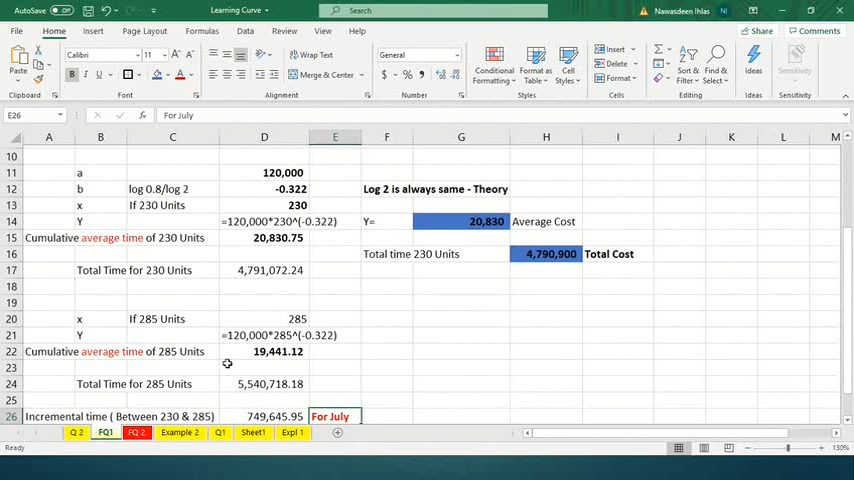 AutoSave Off Learning Curve Search Nawasdeen Ihlas NI
File Home Insert Page Layout Formulas Data Review View Help Share Comments
Paste Calibri 11 A A Wrap Text General Conditional Formatting Format as Table Cell Styles Insert Delete Format Sort & Filter Find & Select Ideas Sensitivity
B I U Merge & Center $ % ,
Clipboard Font Alignment Number Styles Cells Editing Ideas Sensitivity
E26 fx For July
A B C D E F G H I J K L M
10
11 a 120,000
12 b log 0.8/log 2 -0.322 Log 2 is always same - Theory
13 x If 230 Units 230
14 Y =120,000*230^(-0.322) Y= 20,830 Average Cost
15 Cumulative average time of 230 Units 20,830.75
16 Total time 230 Units 4,790,900 Total Cost
17 Total Time for 230 Units 4,791,072.24
18
19
20 x If 285 Units 285
21 Y =120,000*285^(-0.322)
22 Cumulative average time of 285 Units 19,441.12
23
24 Total Time for 285 Units 5,540,718.18
25
26 Incremental time ( Between 230 & 285) 749,645.95 For July
Q 2 FQ1 FQ 2 Example 2 Q1 Sheet1 Expl 1
Ready 130%